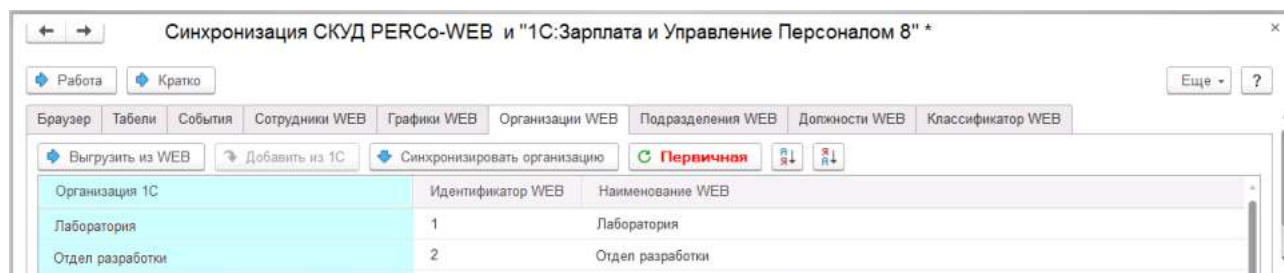 Синхронизация СКУД PERCo-WEB и "1С:Зарплата и Управление Персоналом 8" *
Работа Кратко Еще ?
Браузер Табели События Сотрудники WEB Графики WEB Организации WEB Подразделения WEB Должности WEB Классификатор WEB
Выгрузить из WEB Добавить из 1С Синхронизировать организацию Первичная А Я Я А
Организация 1С Идентификатор WEB Наименование WEB
Лаборатория 1 Лаборатория
Отдел разработки 2 Отдел разработки